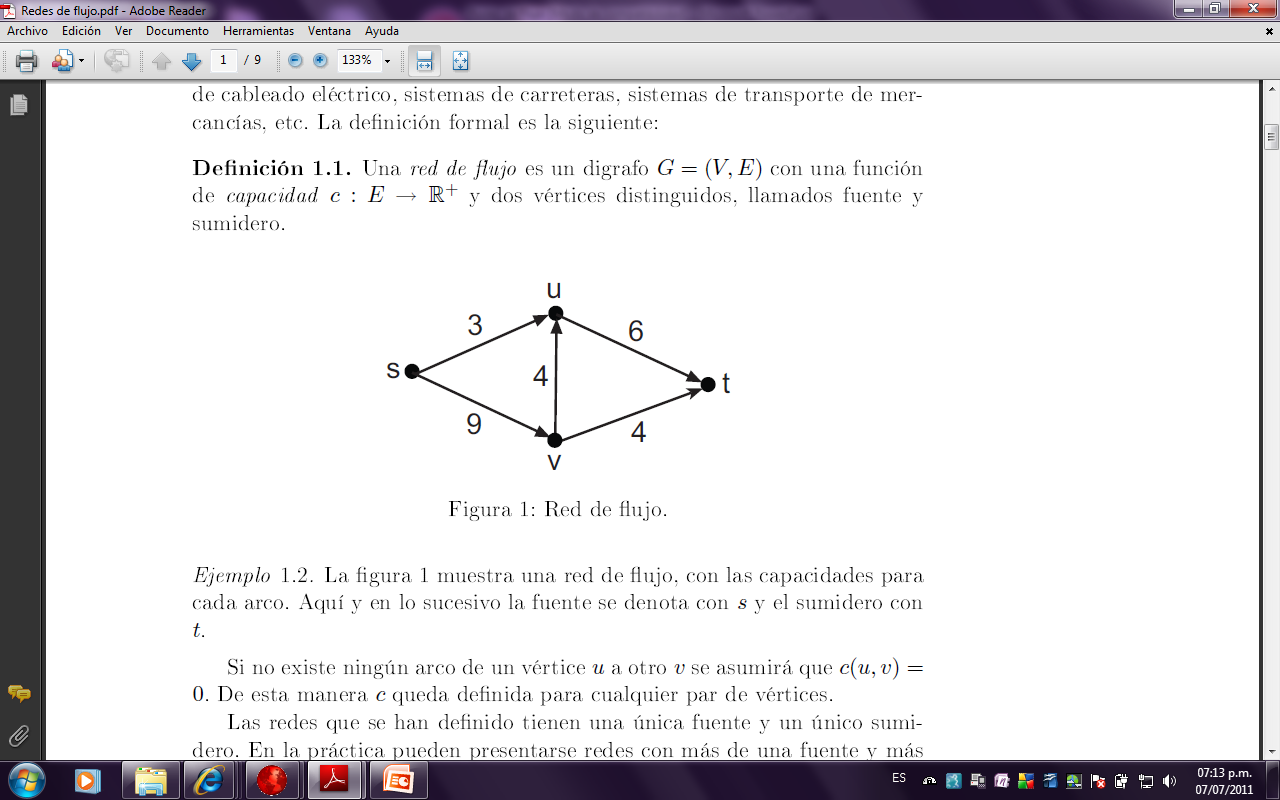 Redes de flujo.pdf - Adobe Reader
Archivo Edición Ver Documento Herramientas Ventana Ayuda
1 / 9 133%
de cableado eléctrico, sistemas de carreteras, sistemas de transporte de mer-
cancías, etc. La definición formal es la siguiente:
Definición 1.1. Una red de flujo es un digrafo G = (V, E) con una función
de capacidad c : E → ℝ⁺ y dos vértices distinguidos, llamados fuente y
sumidero.
u
3
6
s
4
t
9
4
v
Figura 1: Red de flujo.
Ejemplo 1.2. La figura 1 muestra una red de flujo, con las capacidades para
cada arco. Aquí y en lo sucesivo la fuente se denota con s y el sumidero con
t.
Si no existe ningún arco de un vértice u a otro v se asumirá que c(u, v) =
0. De esta manera c queda definida para cualquier par de vértices.
Las redes que se han definido tienen una única fuente y un único sumi-
dero. En la práctica pueden presentarse redes con más de una fuente y más
ES
07:13 p.m.
07/07/2011